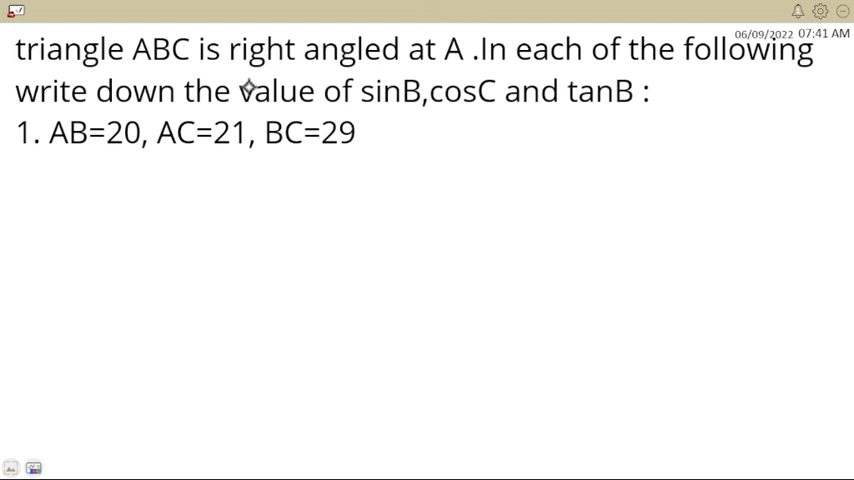 06/09/2022 07:41 AM
triangle ABC is right angled at A .In each of the following
write down the value of sinB,cosC and tanB :
1. AB=20, AC=21, BC=29